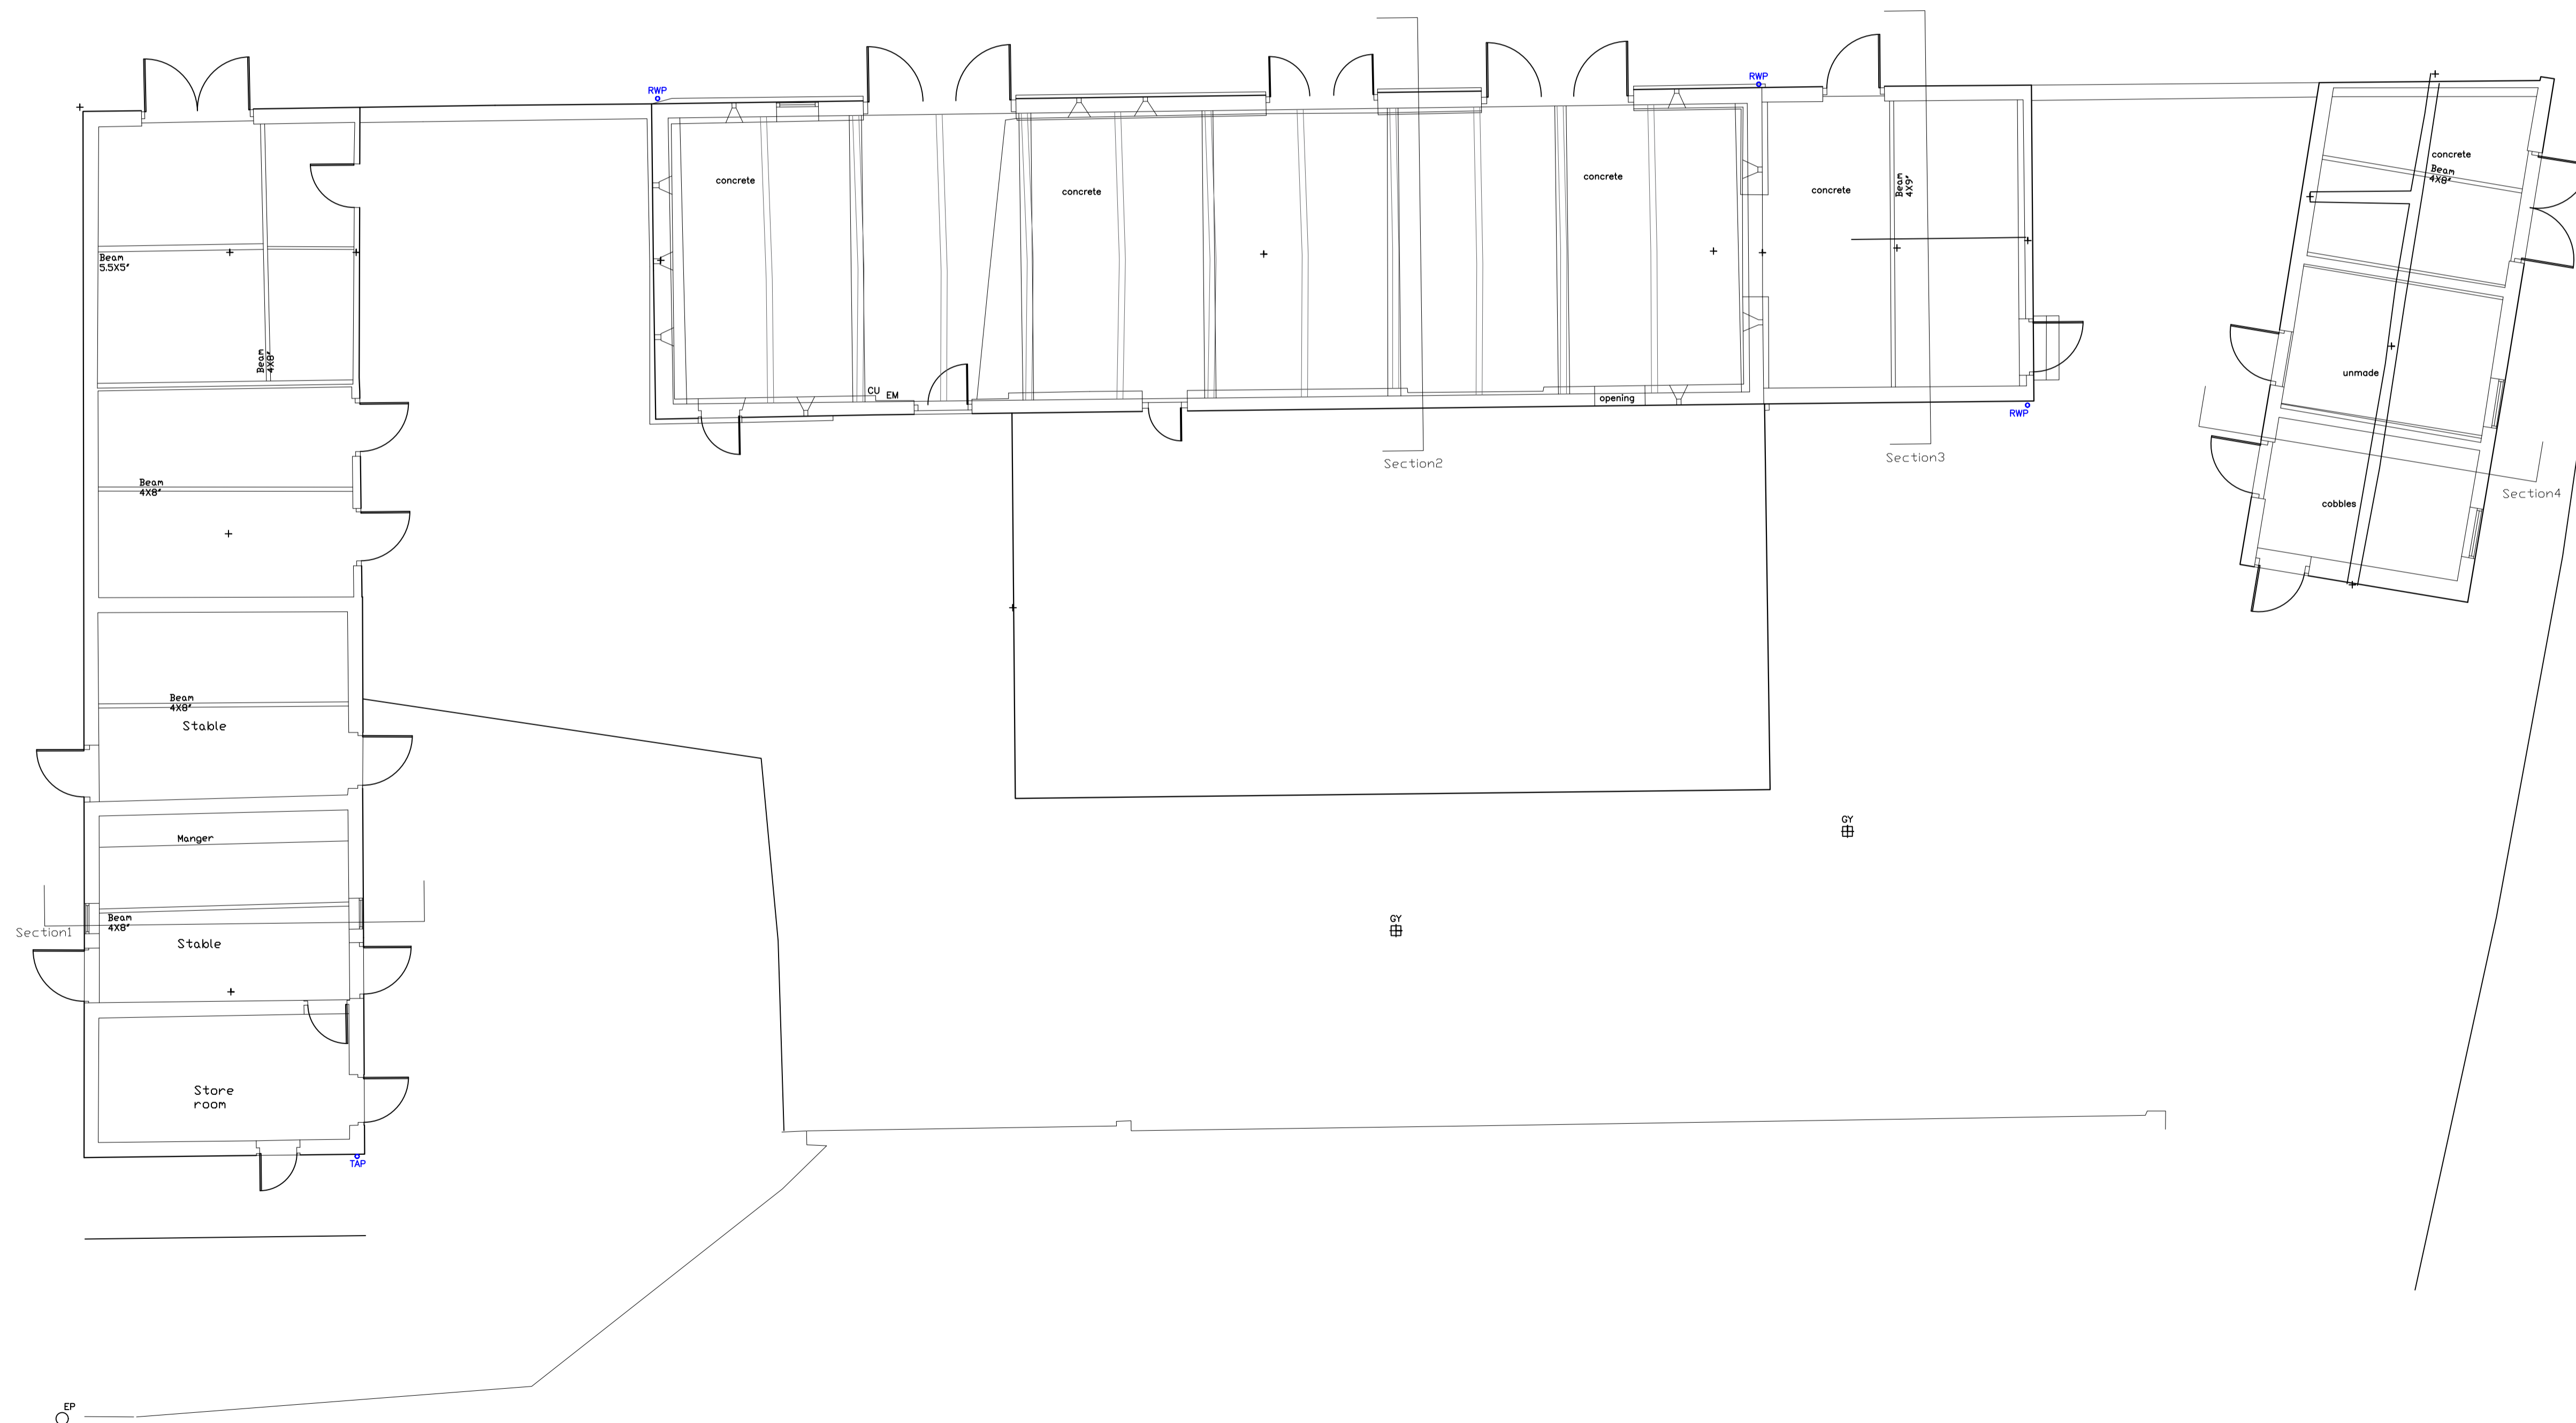 RWP
RWP
concrete
concrete
concrete
concrete
Beam
4X9"
concrete
Beam
4X8"
Beam
5.5X5"
Beam
4X8"
CU
EM
opening
RWP
unmade
Section2
Section3
Beam
4X8"
Section4
cobbles
Beam
4X8"
Stable
Manger
GY
GY
Beam
4X8"
Section1
Stable
Store
room
TAP
EP